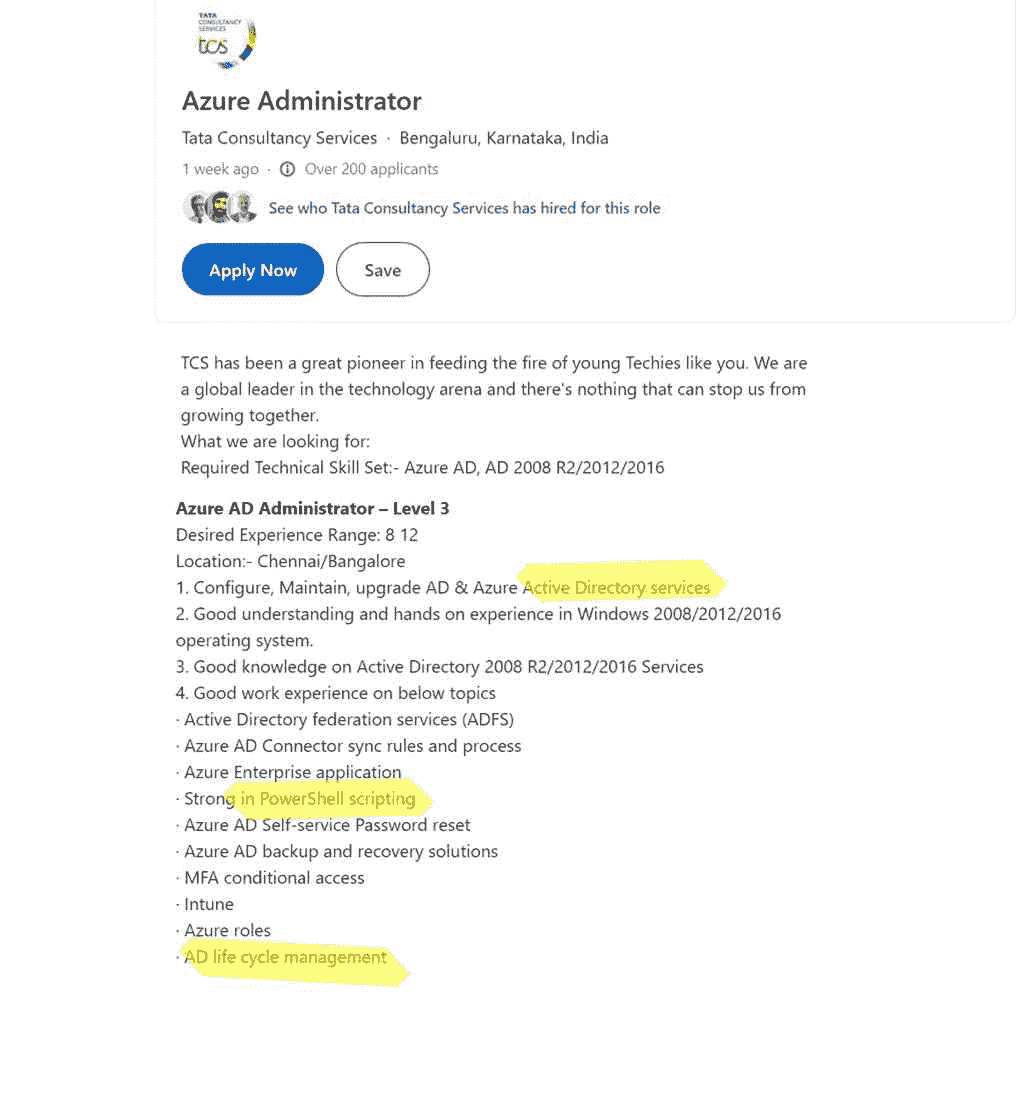 TATA
CONSULTANCY
SERVICES
tcs
Azure Administrator
Tata Consultancy Services · Bengaluru, Karnataka, India
1 week ago · Over 200 applicants
See who Tata Consultancy Services has hired for this role
Apply Now Save
TCS has been a great pioneer in feeding the fire of young Techies like you. We are
a global leader in the technology arena and there's nothing that can stop us from
growing together.
What we are looking for:
Required Technical Skill Set:- Azure AD, AD 2008 R2/2012/2016
Azure AD Administrator – Level 3
Desired Experience Range: 8 12
Location:- Chennai/Bangalore
1. Configure, Maintain, upgrade AD & Azure Active Directory services
2. Good understanding and hands on experience in Windows 2008/2012/2016
operating system.
3. Good knowledge on Active Directory 2008 R2/2012/2016 Services
4. Good work experience on below topics
· Active Directory federation services (ADFS)
· Azure AD Connector sync rules and process
· Azure Enterprise application
· Strong in PowerShell scripting
· Azure AD Self-service Password reset
· Azure AD backup and recovery solutions
· MFA conditional access
· Intune
· Azure roles
· AD life cycle management